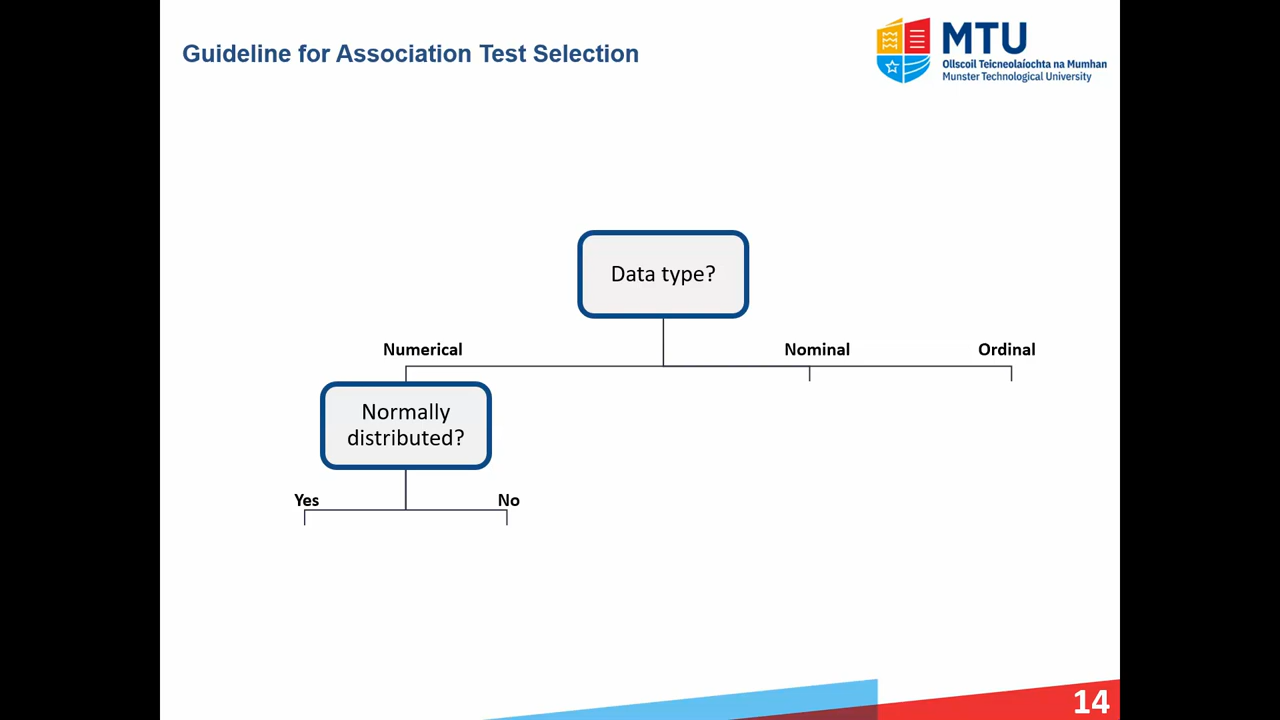 Guideline for Association Test Selection
MTU
Ollscoil Teicneolaíochta na Mumhan
Munster Technological University
Data type?
Numerical
Nominal
Ordinal
Normally
distributed?
Yes
No
14